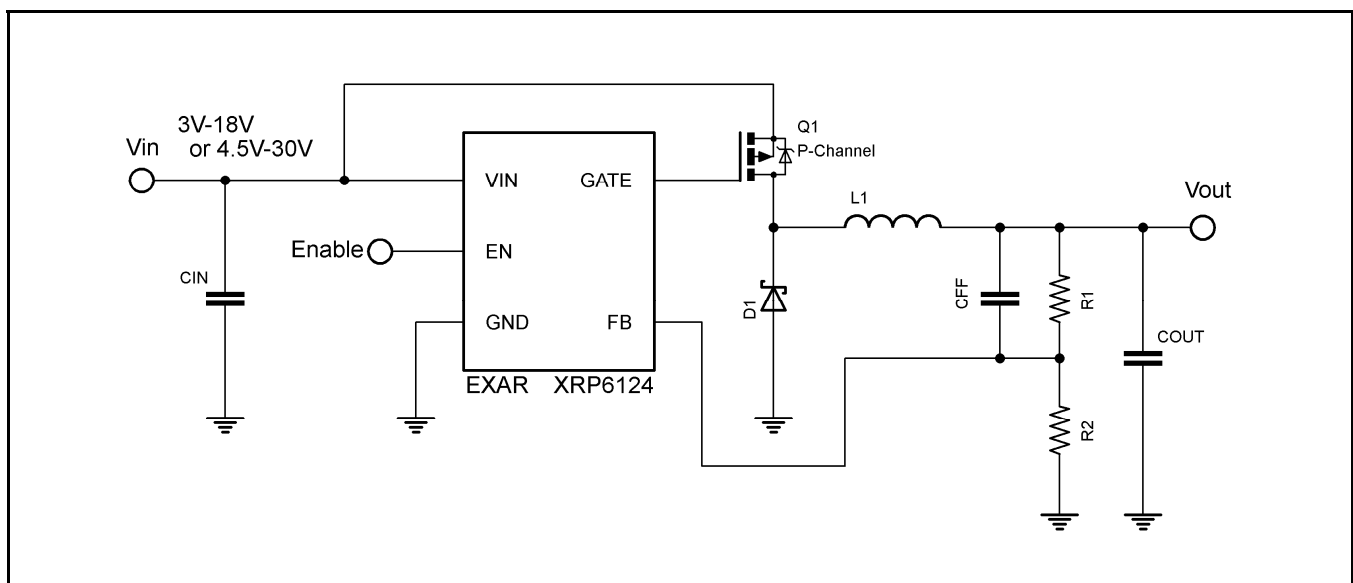 3V-18V
or 4.5V-30V
Vin
Q1
P-Channel
VIN
GATE
Vout
L1
Enable
EN
CIN
CFF
R1
D1
GND
FB
COUT
EXAR XRP6124
R2